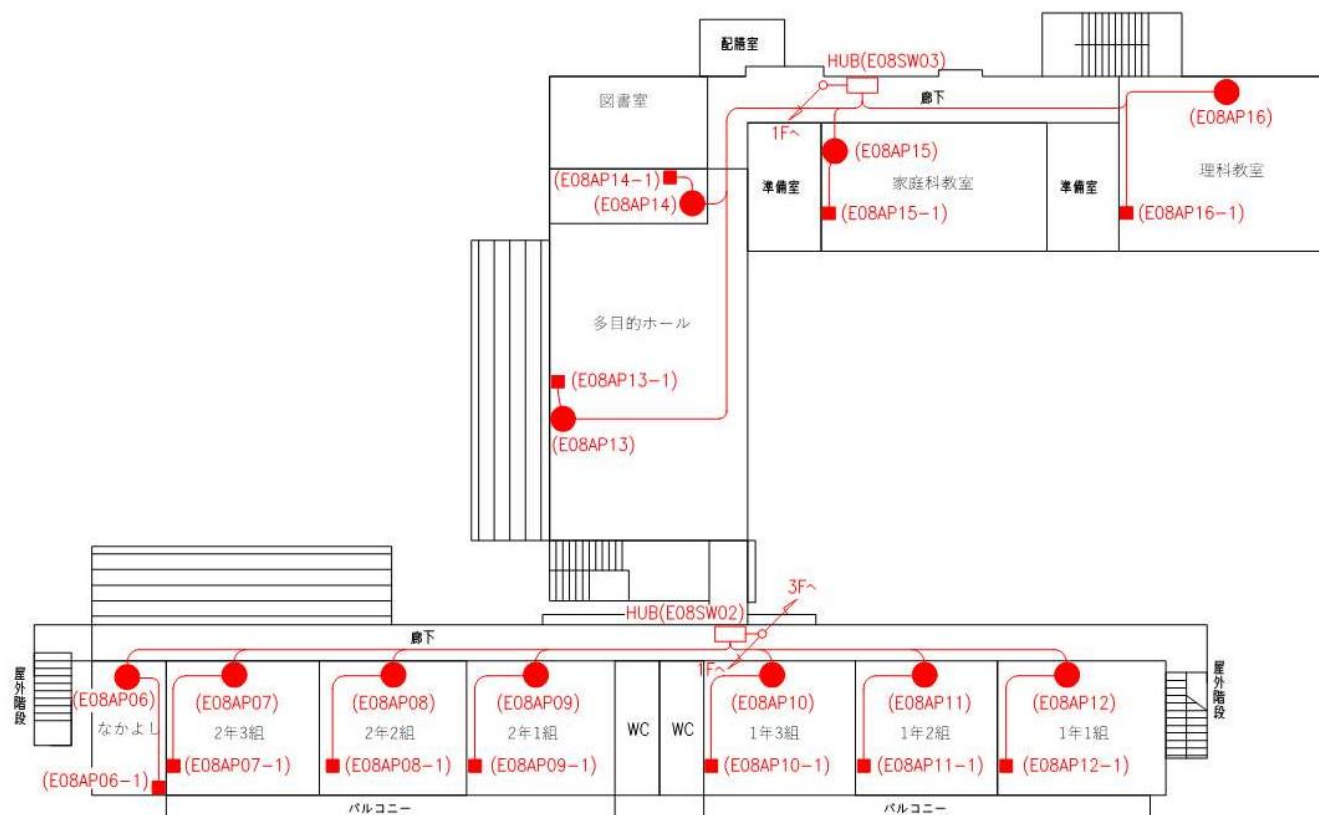 配膳室
HUB(E08SW03)
図書室
廊下
1Fへ
(E08AP16)
(E08AP15)
(E08AP14-1)
(E08AP14)
準備室
家庭科教室
準備室
理科教室
(E08AP15-1)
(E08AP16-1)
多目的ホール
(E08AP13-1)
(E08AP13)
3Fへ
HUB(E08SW02)
廊下
1Fへ
屋外階段
屋外階段
(E08AP06)
(E08AP07)
(E08AP08)
(E08AP09)
(E08AP10)
(E08AP11)
(E08AP12)
なかよし
2年3組
2年2組
2年1組
WC
WC
1年3組
1年2組
1年1組
(E08AP06-1)
(E08AP07-1)
(E08AP08-1)
(E08AP09-1)
(E08AP10-1)
(E08AP11-1)
(E08AP12-1)
バルコニー
バルコニー